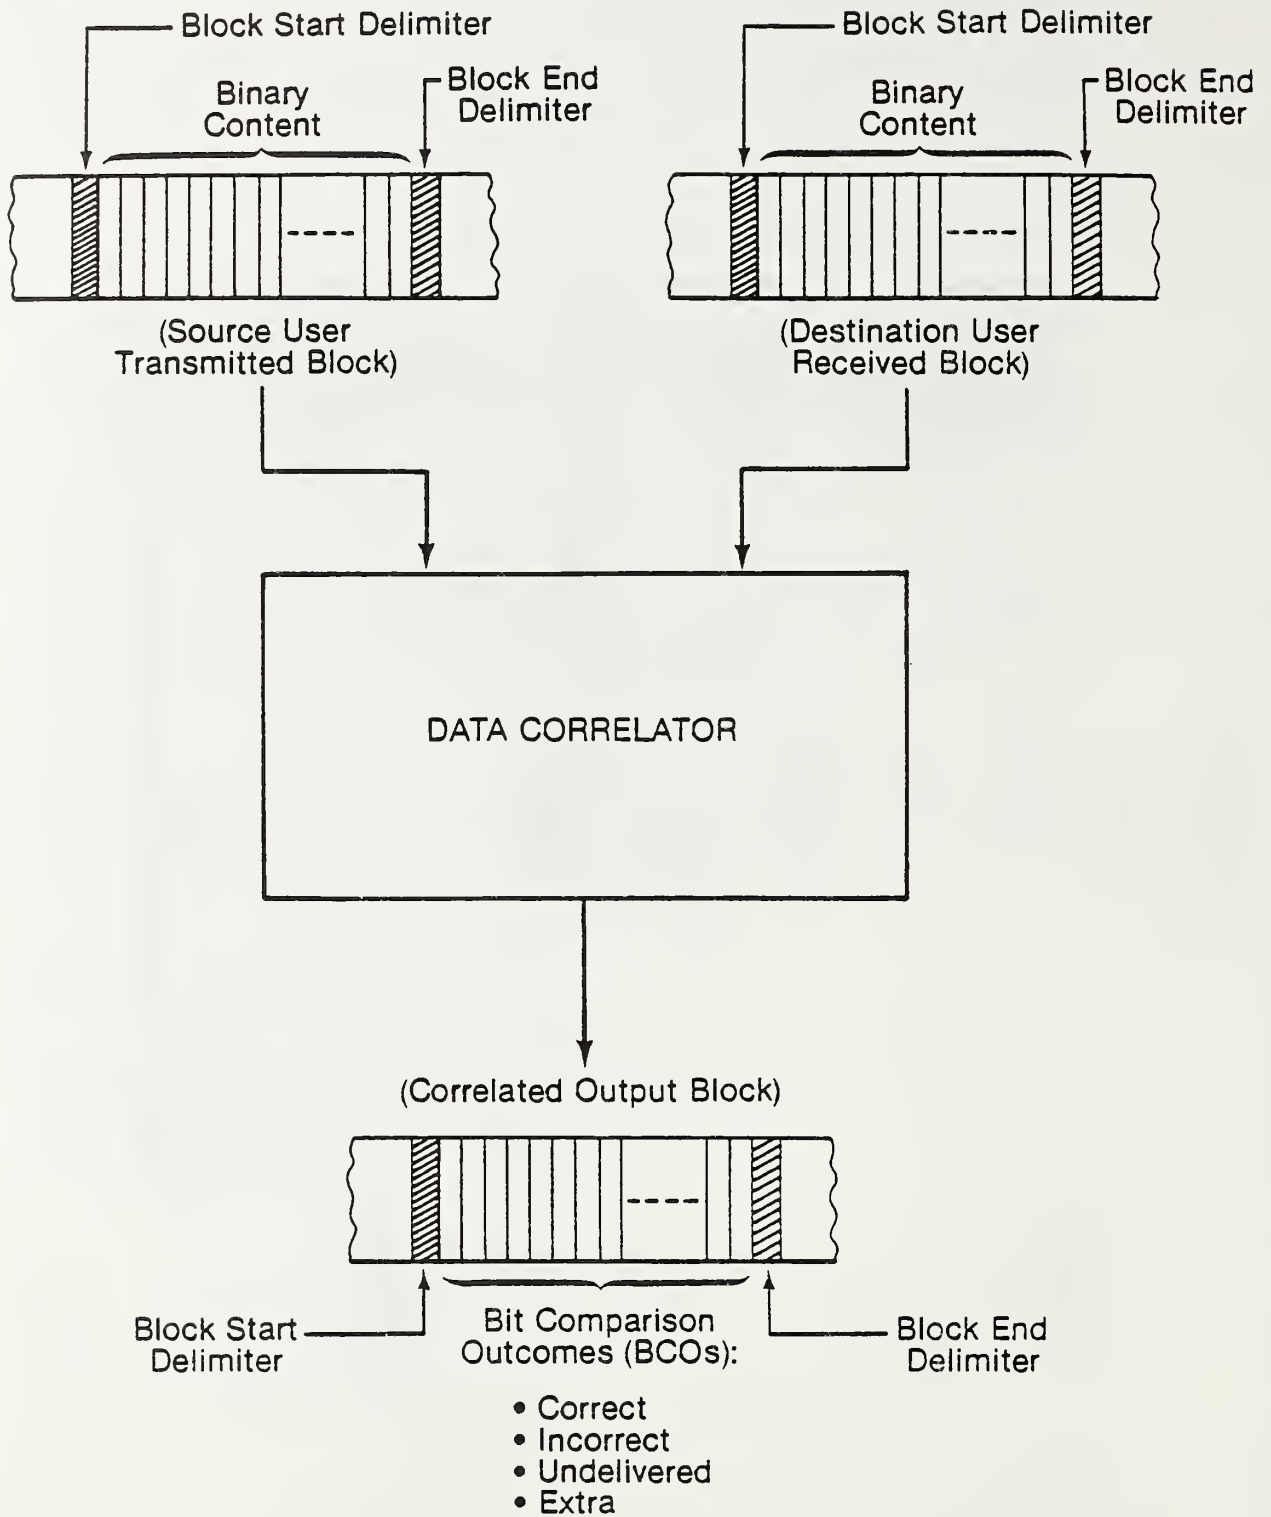 Block Start Delimiter
Binary
Content
Block End
Delimiter
Block Start Delimiter
Binary
Content
Block End
Delimiter
(Source User
Transmitted Block)
(Destination User
Received Block)
DATA CORRELATOR
(Correlated Output Block)
Block Start
Delimiter
Bit Comparison
Outcomes (BCOs):
Block End
Delimiter
• Correct
• Incorrect
• Undelivered
• Extra